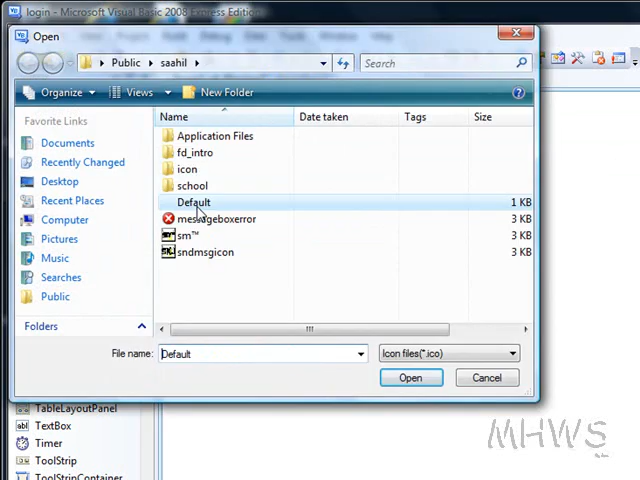 login - Microsoft Visual Basic 2008 Express Edition
Open
Public
saahil
Search
Organize
Views
New Folder
Favorite Links
Name
Date taken
Tags
Size
Documents
Application Files
Recently Changed
fd_intro
icon
Desktop
school
Recent Places
Default
1 KB
Computer
messageboxerror
3 KB
Pictures
sm™
3 KB
Music
sndmsgicon
3 KB
Searches
Public
Folders
File name:
Default
Icon files(*.ico)
Open
Cancel
TableLayoutPanel
TextBox
Timer
ToolStrip
ToolStripContainer
MHWS